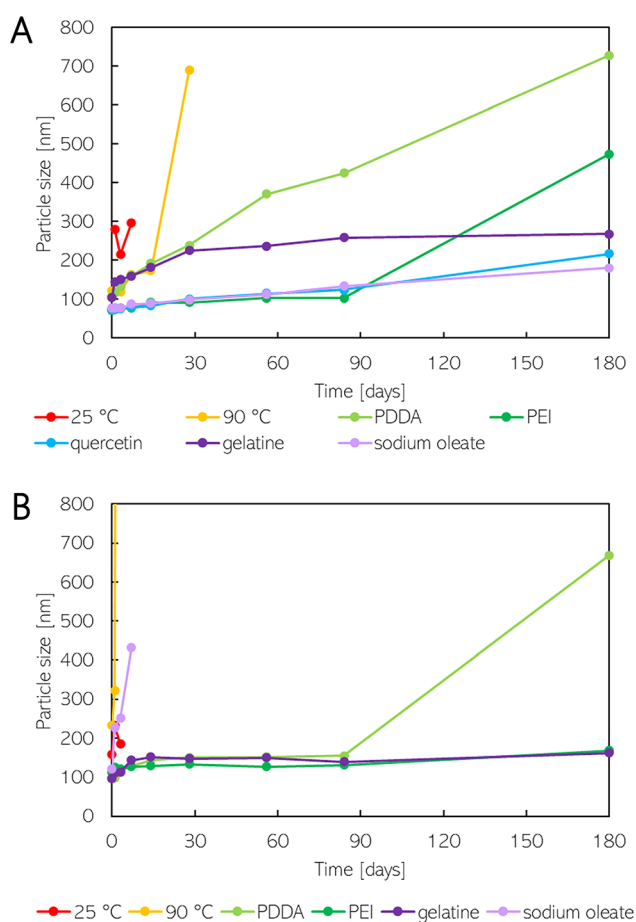 A
800
700
600
500
400
300
200
100
0
Particle size [nm]
0 30 60 90 120 150 180
Time [days]
25 °C 90 °C PDDA PEI
quercetin gelatine sodium oleate
B
800
700
600
500
400
300
200
100
0
Particle size [nm]
0 30 60 90 120 150 180
Time [days]
25 °C 90 °C PDDA PEI gelatine sodium oleate